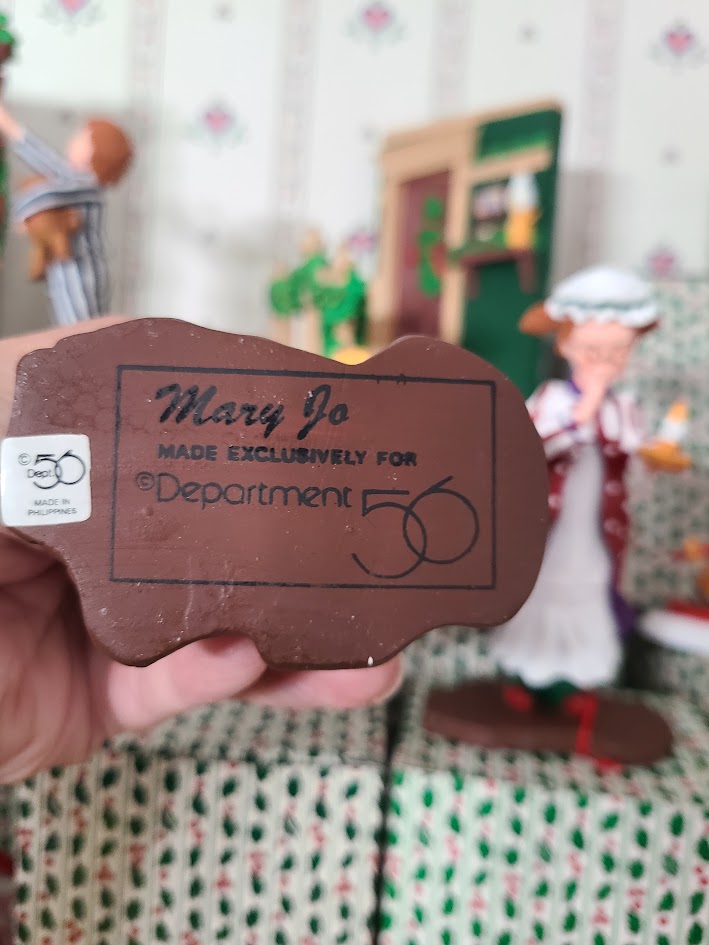 Mary Jo
MADE EXCLUSIVELY FOR
©Department 56
© Dept. 56
MADE IN
PHILIPPINES